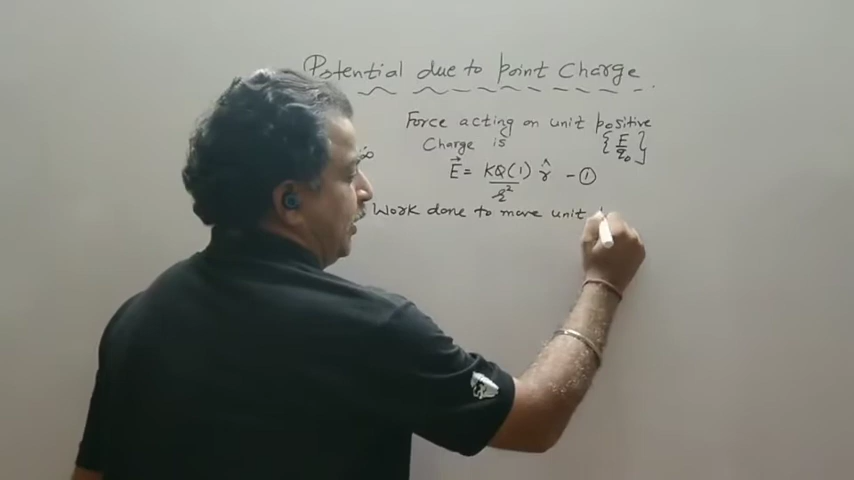 Potential due to point Charge
Force acting on unit positive
Charge is {F/q₀}
∞
E⃗ = KQ(1)/r² r̂ - ①
Work done to move unit